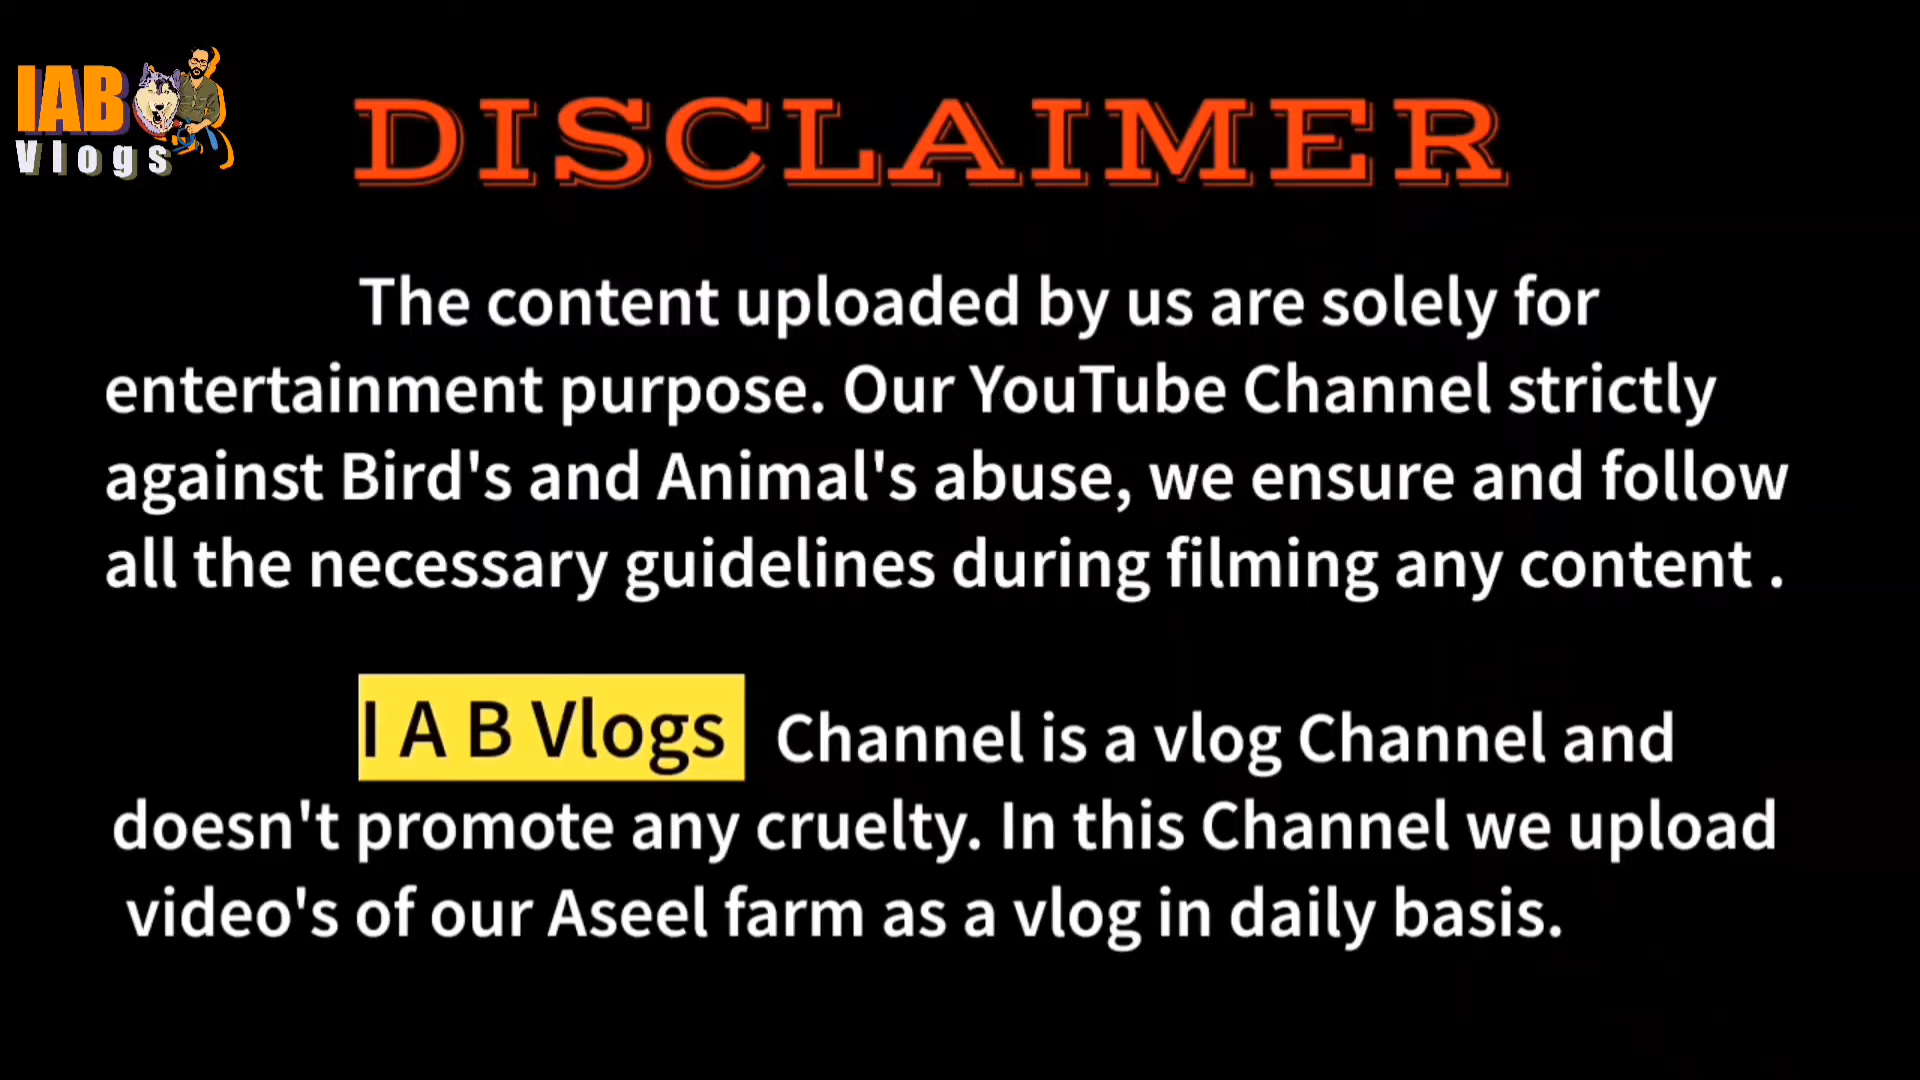 IAB
Vlogs
DISCLAIMER
The content uploaded by us are solely for
entertainment purpose. Our YouTube Channel strictly
against Bird's and Animal's abuse, we ensure and follow
all the necessary guidelines during filming any content .
I A B Vlogs Channel is a vlog Channel and
doesn't promote any cruelty. In this Channel we upload
video's of our Aseel farm as a vlog in daily basis.